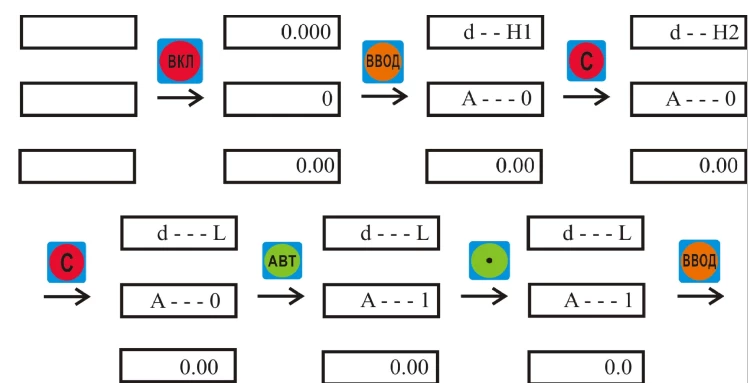 0.000 d - - H1 d - - H2
ВКЛ ВВОД С
0 A - - - 0 A - - - 0
0.00 0.00 0.00
d - - - L d - - - L d - - - L
С АВТ • ВВОД
A - - - 0 A - - - 1 A - - - 1
0.00 0.00 0.0